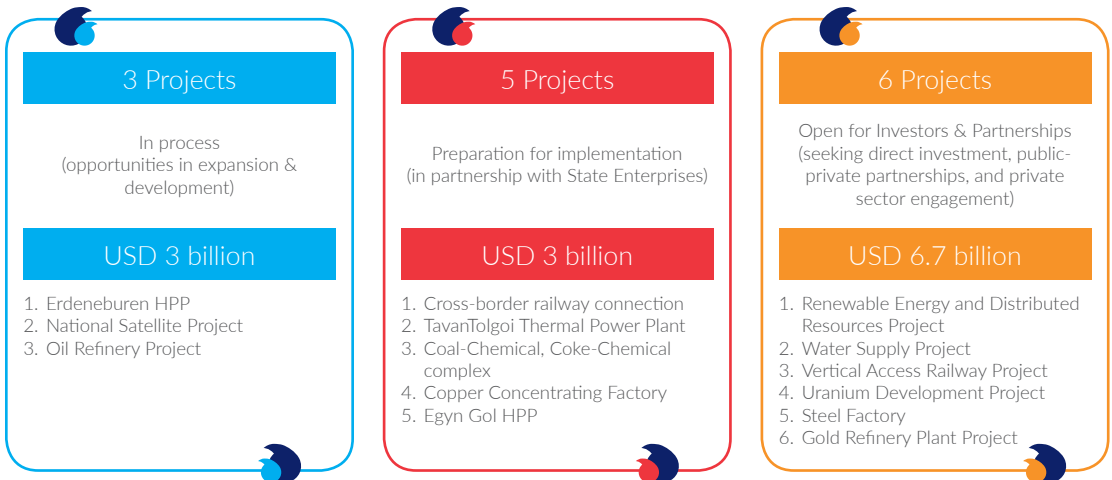 3 Projects
In process
(opportunities in expansion &
development)
USD 3 billion
1. Erdeneburen HPP
2. National Satellite Project
3. Oil Refinery Project
5 Projects
Preparation for implementation
(in partnership with State Enterprises)
USD 3 billion
1. Cross-border railway connection
2. TavanTolgoi Thermal Power Plant
3. Coal-Chemical, Coke-Chemical
complex
4. Copper Concentrating Factory
5. Egyn Gol HPP
6 Projects
Open for Investors & Partnerships
(seeking direct investment, public-
private partnerships, and private
sector engagement)
USD 6.7 billion
1. Renewable Energy and Distributed
Resources Project
2. Water Supply Project
3. Vertical Access Railway Project
4. Uranium Development Project
5. Steel Factory
6. Gold Refinery Plant Project